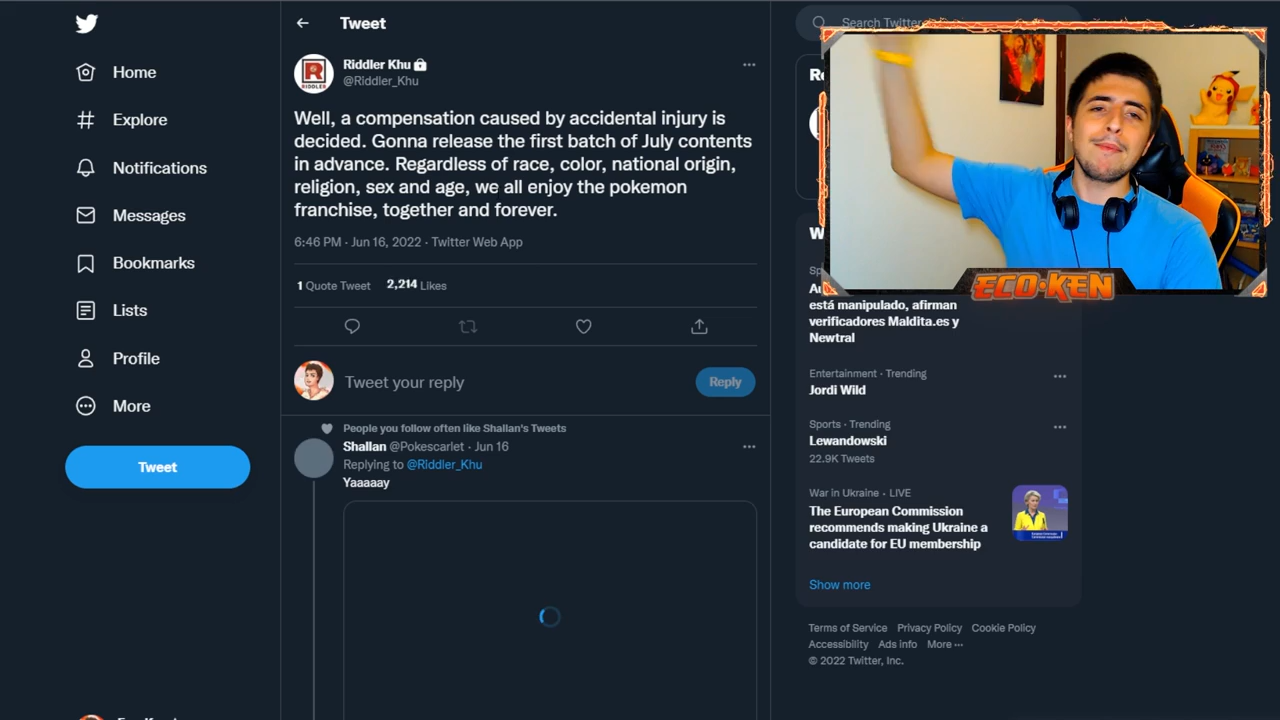 Home
Explore
Notifications
Messages
Bookmarks
Lists
Profile
More
Tweet
Tweet
Riddler Khu
@Riddler_Khu
RIDDLER
Well, a compensation caused by accidental injury is
decided. Gonna release the first batch of July contents
in advance. Regardless of race, color, national origin,
religion, sex and age, we all enjoy the pokemon
franchise, together and forever.
6:46 PM · Jun 16, 2022 · Twitter Web App
1 Quote Tweet 2,214 Likes
Tweet your reply
Reply
People you follow often like Shallan's Tweets
Shallan @Pokescarlet · Jun 16
Replying to @Riddler_Khu
Yaaaaay
Search Twitter
ECO·KEN
está manipulado, afirman
verificadores Maldita.es y
Newtral
Entertainment · Trending
Jordi Wild
Sports · Trending
Lewandowski
22.9K Tweets
War in Ukraine · LIVE
The European Commission
recommends making Ukraine a
candidate for EU membership
Show more
Terms of Service Privacy Policy Cookie Policy
Accessibility Ads info More ···
© 2022 Twitter, Inc.